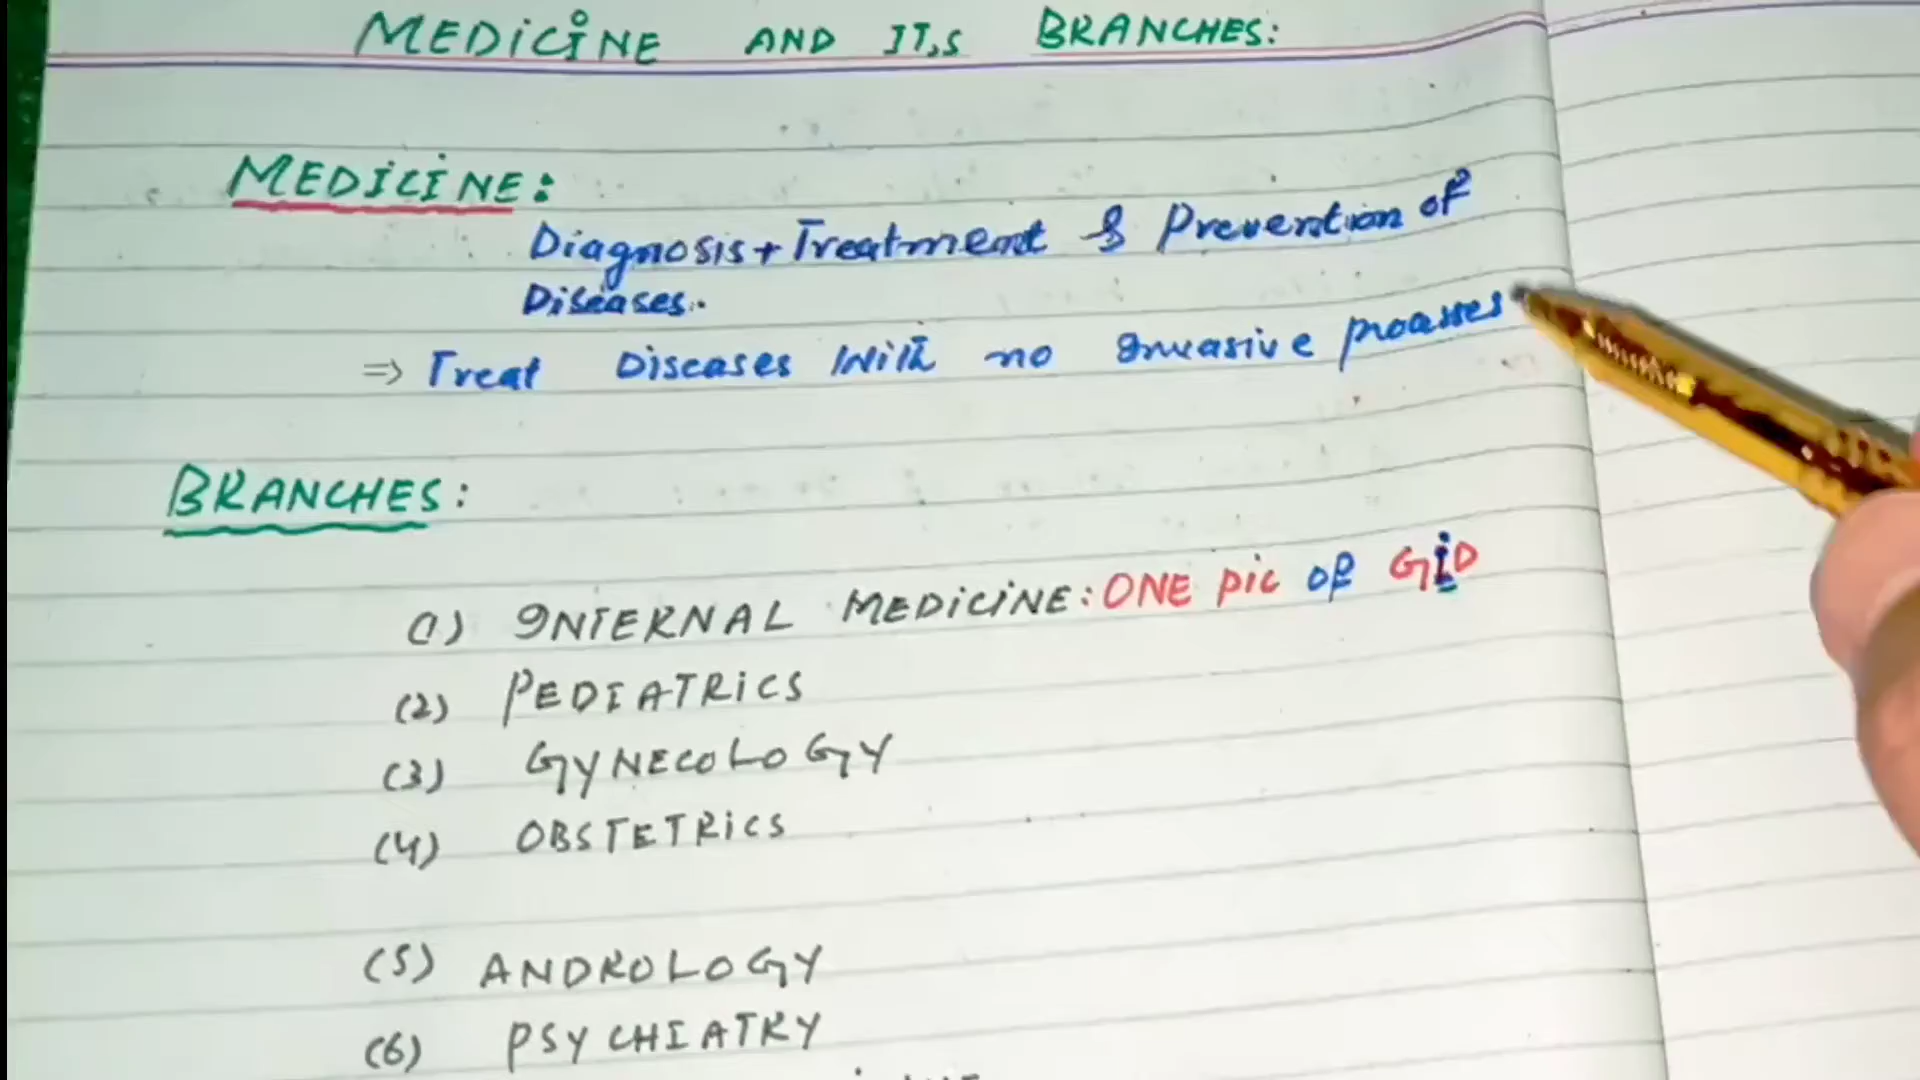 MEDICINE AND IT,S BRANCHES:
MEDICINE:
Diagnosis + Treatment & Prevention of
Diseases.
⇒ Treat Diseases With no Invasive processes
BRANCHES:
(1) INTERNAL MEDICINE: ONE PIC OF GID
(2) PEDIATRICS
(3) GYNECOLOGY
(4) OBSTETRICS
(5) ANDROLOGY
(6) PSYCHIATRY